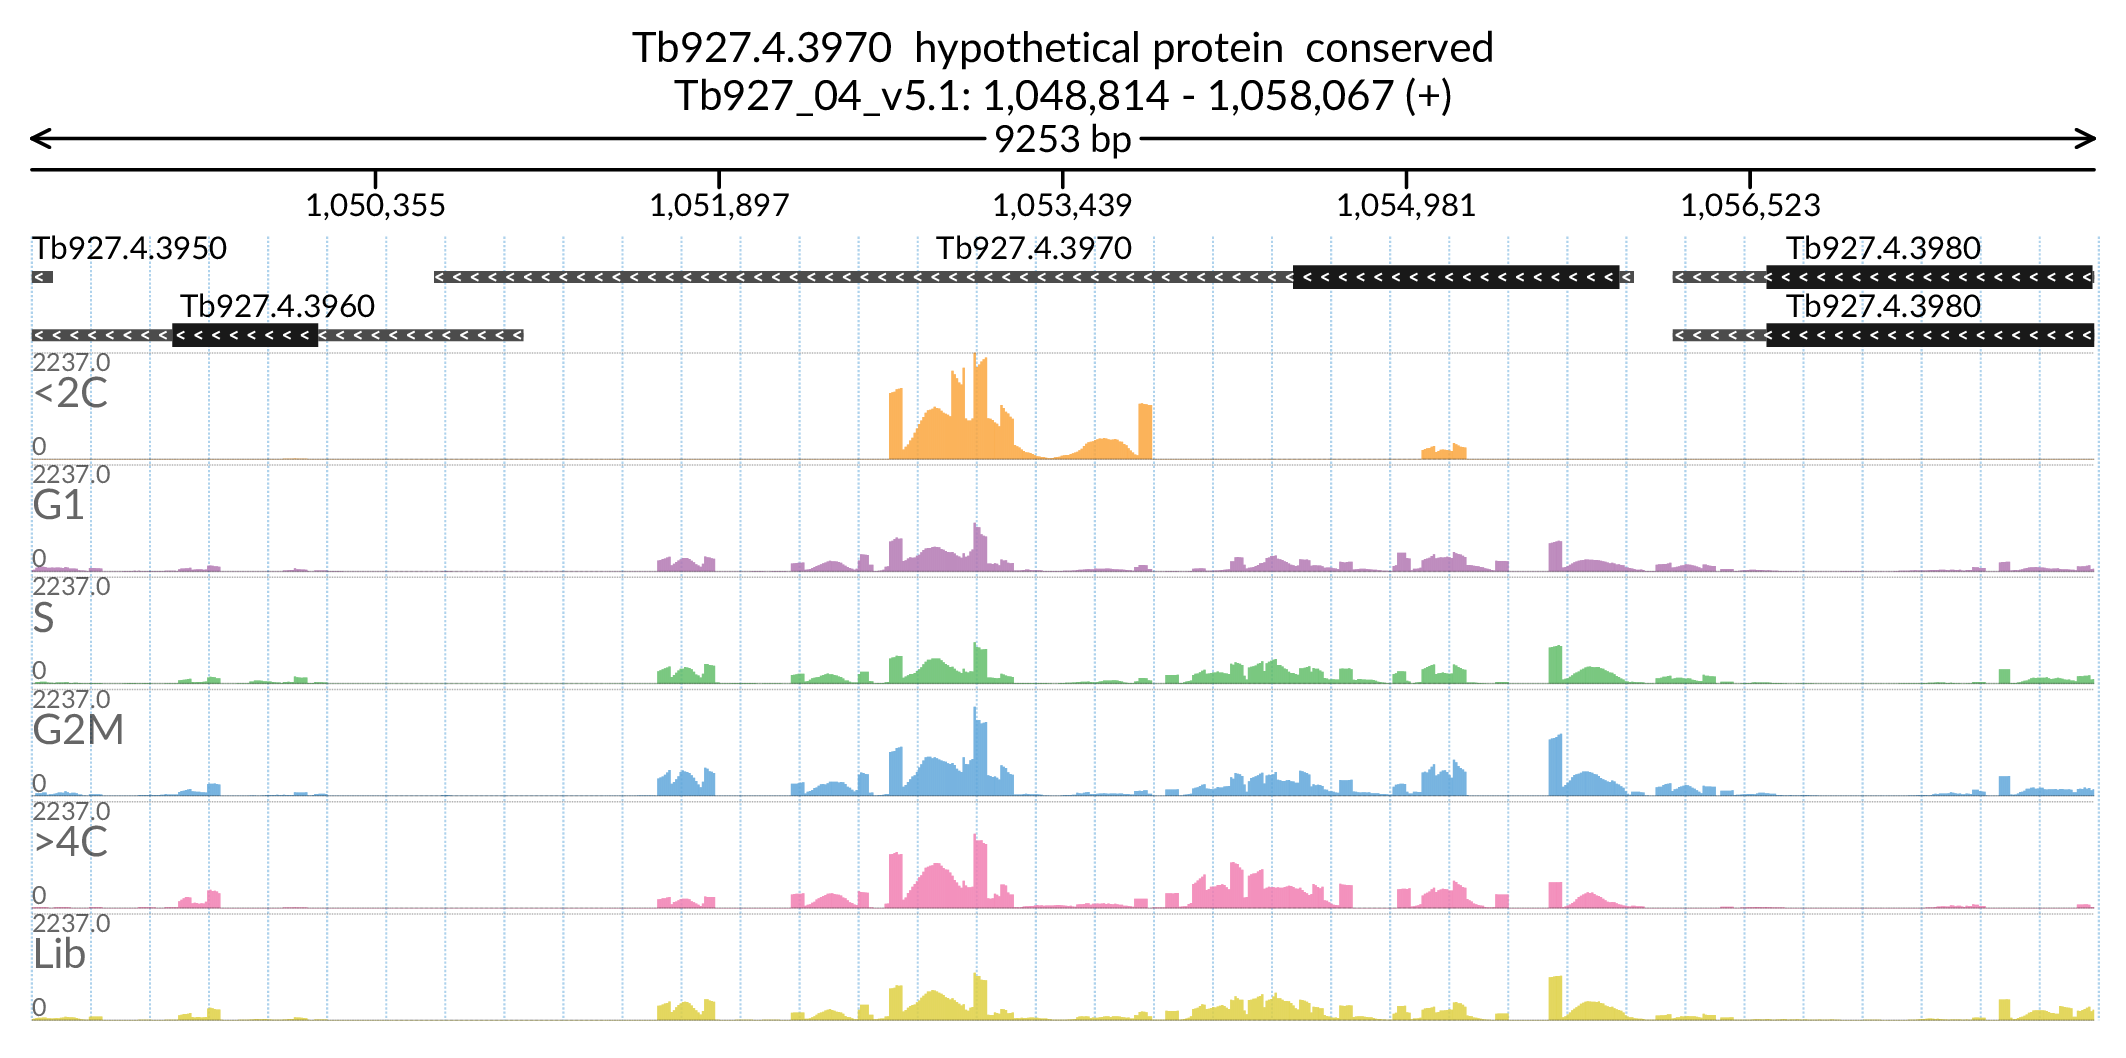 Tb927.4.3970 hypothetical protein conserved
Tb927_04_v5.1: 1,048,814 - 1,058,067 (+)
9253 bp
1,050,355 1,051,897 1,053,439 1,054,981 1,056,523
Tb927.4.3950 Tb927.4.3970 Tb927.4.3980
Tb927.4.3960 Tb927.4.3980
2237.0
<2C
0
2237.0
G1
0
2237.0
S
0
2237.0
G2M
0
2237.0
>4C
0
2237.0
Lib
0